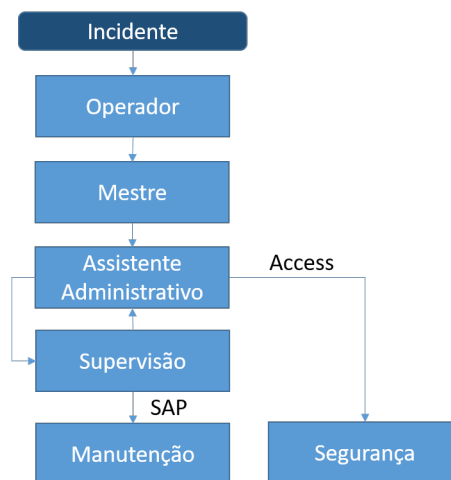 Incidente
Operador
Mestre
Assistente
Administrativo
Access
Supervisão
SAP
Manutenção
Segurança